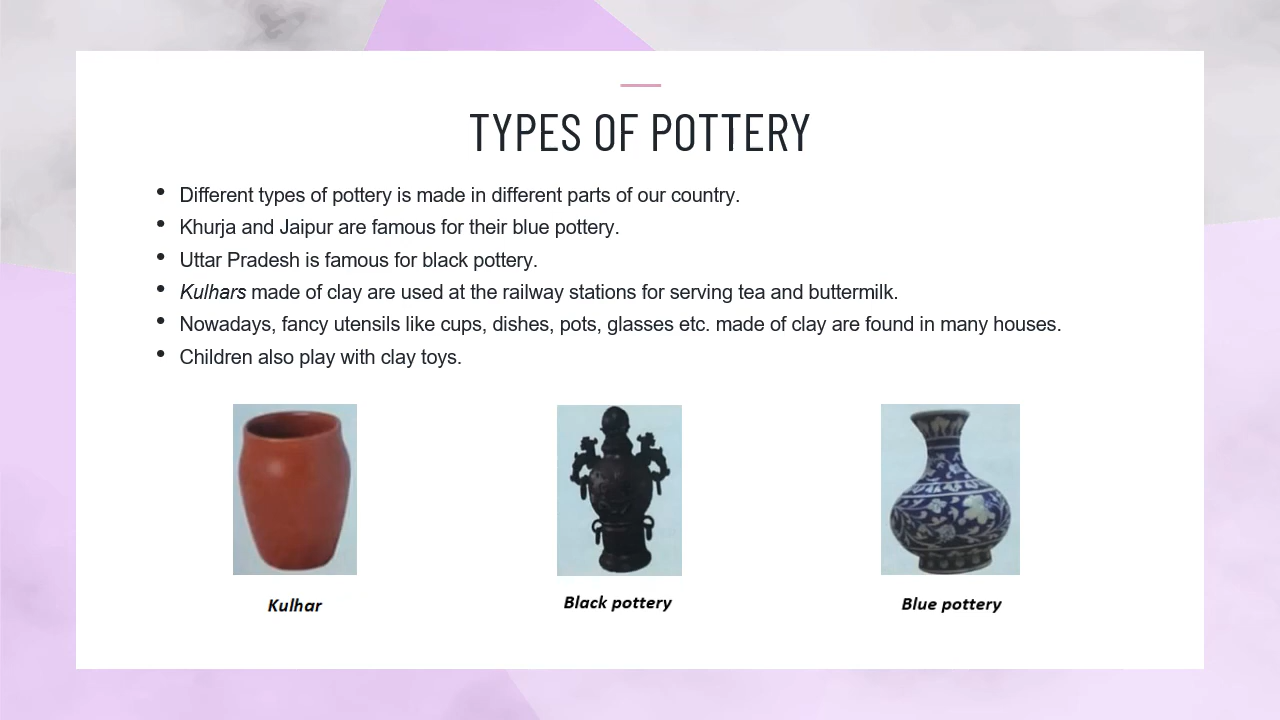 TYPES OF POTTERY
• Different types of pottery is made in different parts of our country.
• Khurja and Jaipur are famous for their blue pottery.
• Uttar Pradesh is famous for black pottery.
• Kulhars made of clay are used at the railway stations for serving tea and buttermilk.
• Nowadays, fancy utensils like cups, dishes, pots, glasses etc. made of clay are found in many houses.
• Children also play with clay toys.
Kulhar
Black pottery
Blue pottery